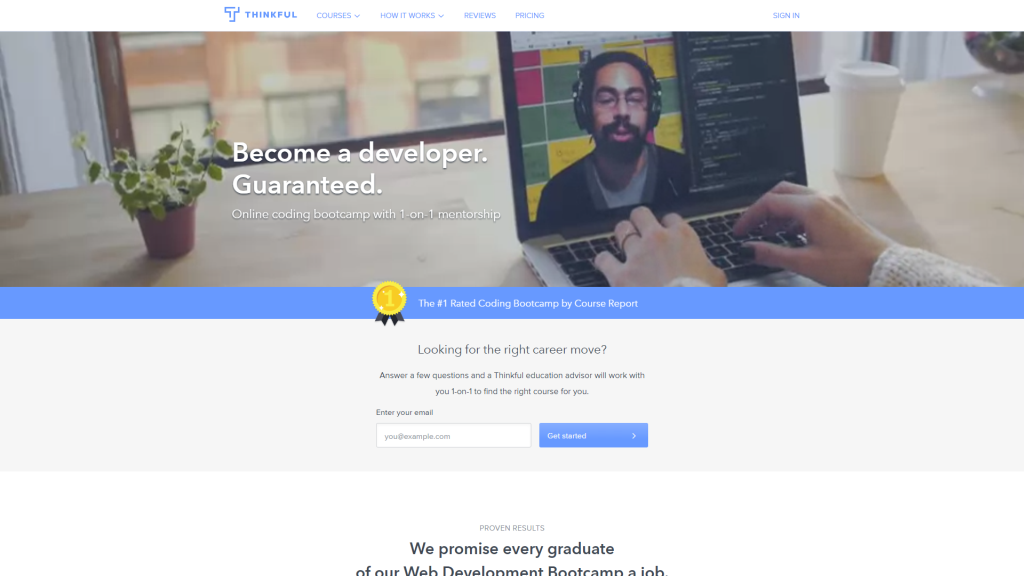 THINKFUL
COURSES
HOW IT WORKS
REVIEWS
PRICING
SIGN IN
Become a developer.
Guaranteed.
Online coding bootcamp with 1-on-1 mentorship
1
The #1 Rated Coding Bootcamp by Course Report
Looking for the right career move?
Answer a few questions and a Thinkful education advisor will work with
you 1-on-1 to find the right course for you.
Enter your email
you@example.com
Get started
PROVEN RESULTS
We promise every graduate
of our Web Development Bootcamp a job.